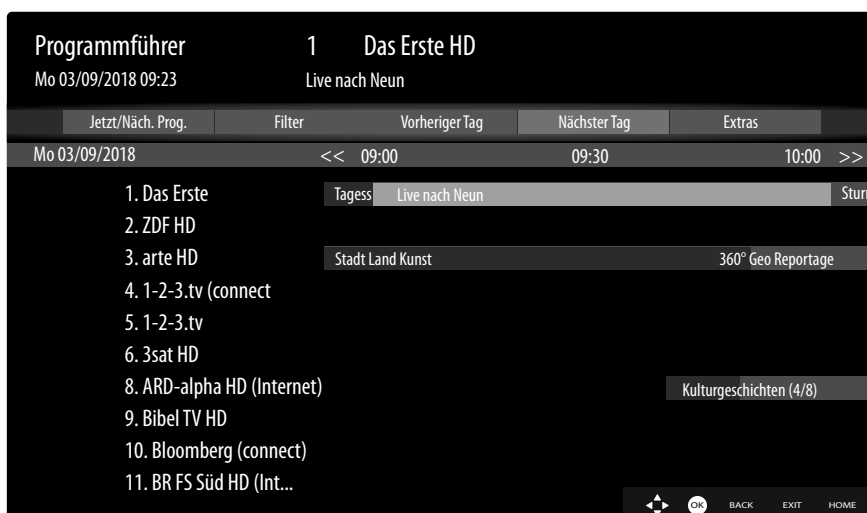 Programmführer 1 Das Erste HD
Mo 03/09/2018 09:23 Live nach Neun
Jetzt/Näch. Prog. Filter Vorheriger Tag Nächster Tag Extras
Mo 03/09/2018 << 09:00 09:30 10:00 >>
1. Das Erste Tagess Live nach Neun Sturm
2. ZDF HD
3. arte HD Stadt Land Kunst 360° Geo Reportage
4. 1-2-3.tv (connect
5. 1-2-3.tv
6. 3sat HD
8. ARD-alpha HD (Internet) Kulturgeschichten (4/8)
9. Bibel TV HD
10. Bloomberg (connect)
11. BR FS Süd HD (Int...
OK BACK EXIT HOME